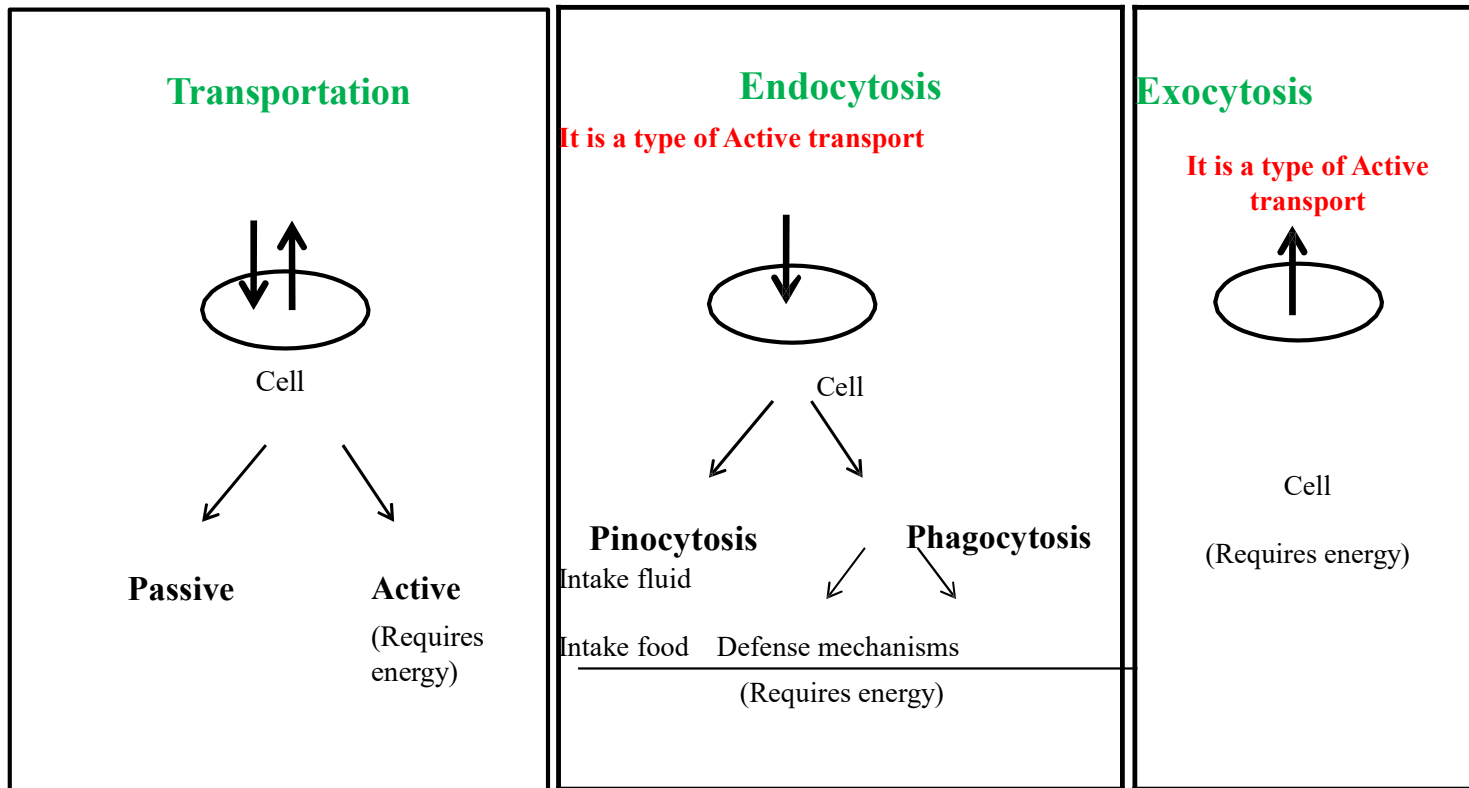 Transportation
Cell
Passive
Active
(Requires
energy)
Endocytosis
It is a type of Active transport
Cell
Pinocytosis
Phagocytosis
Intake fluid
Intake food
Defense mechanisms
(Requires energy)
Exocytosis
It is a type of Active
transport
Cell
(Requires energy)